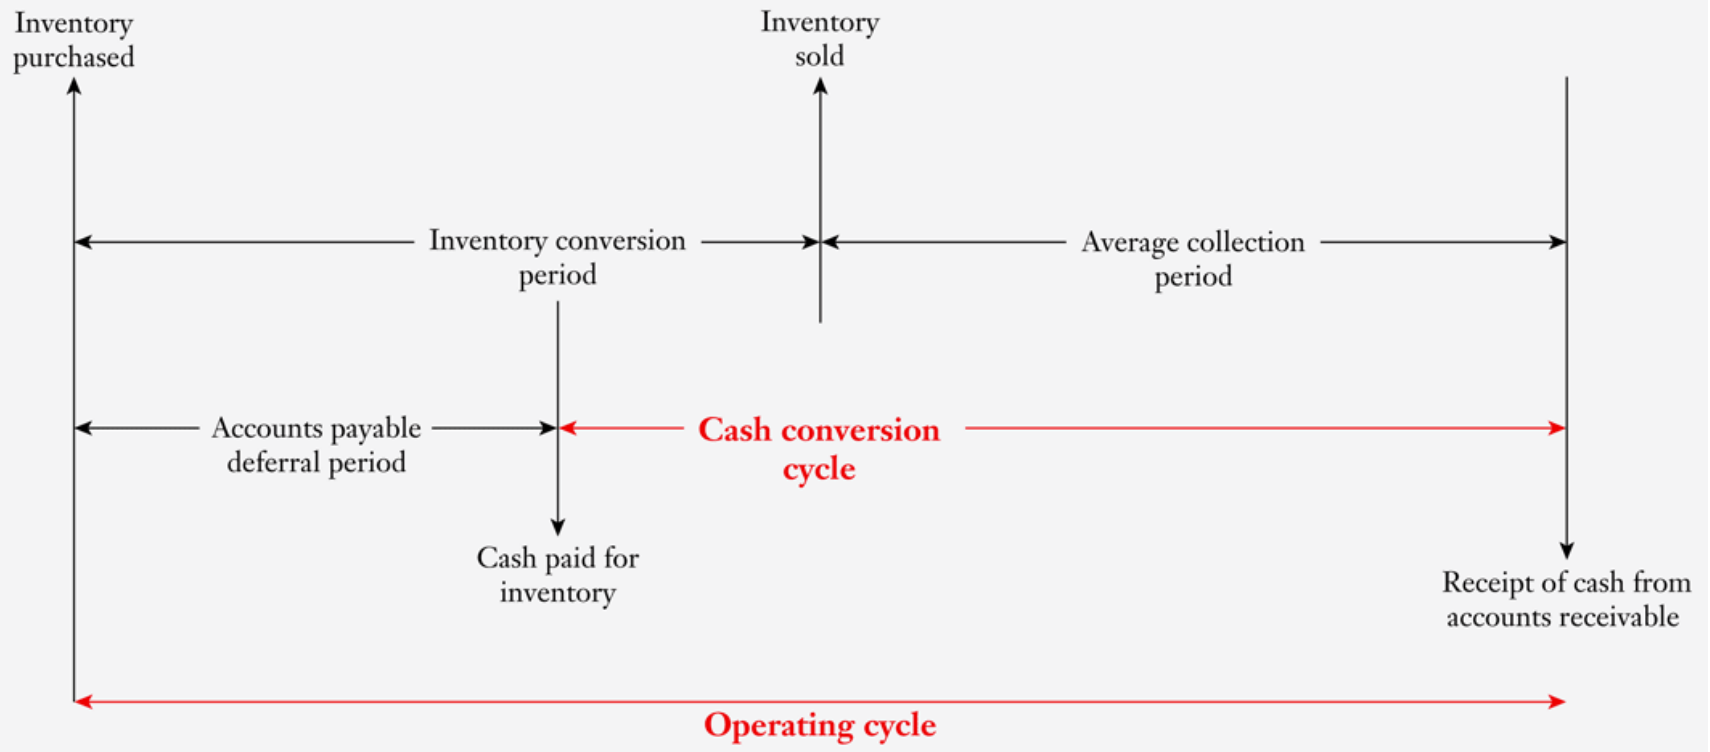 Inventory
purchased
Inventory
sold
Inventory conversion
period
Average collection
period
Accounts payable
deferral period
Cash conversion
cycle
Cash paid for
inventory
Receipt of cash from
accounts receivable
Operating cycle